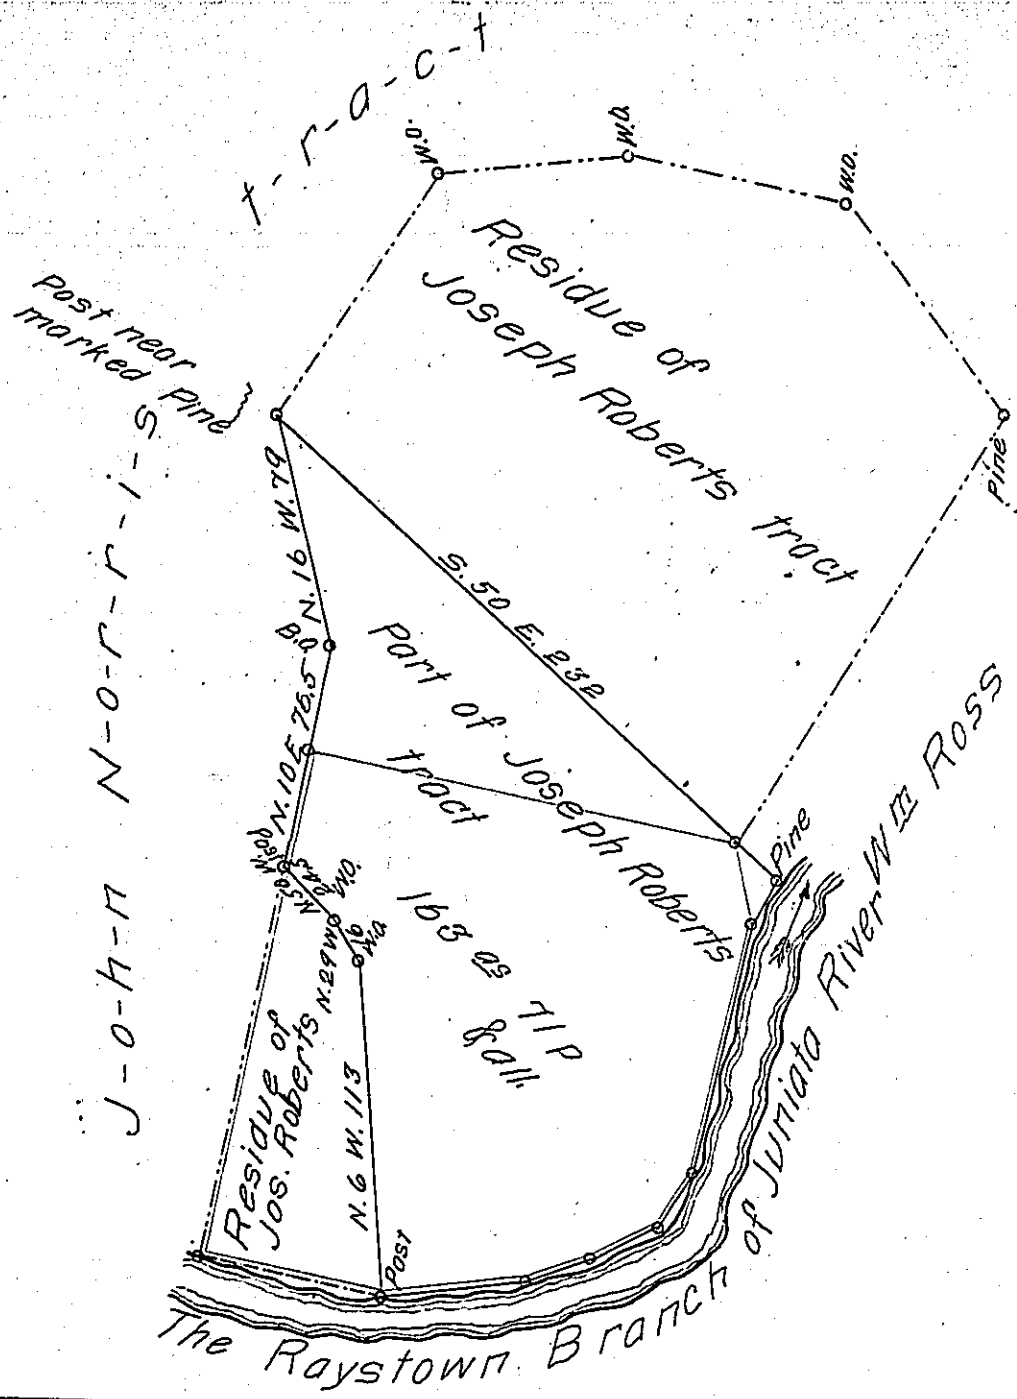 t-r-a-c-t
W.O.
W.O.
W.O.
Residue of
Joseph Roberts tract
Post near
marked Pine
Pine
N. 16 W. 79
S. 50 E. 232
B.O.
N. 10 E 76.5
Part of Joseph Roberts
tract
J-o-h-n N-o-r-r-i-s
W.O.
N. 29 W 16
W.O.
163 as 71 P
& all.
Pine
Wm Ross
Residue of
Jos. Roberts
N. 6 W. 113
Post
The Raystown Branch of Juniata River